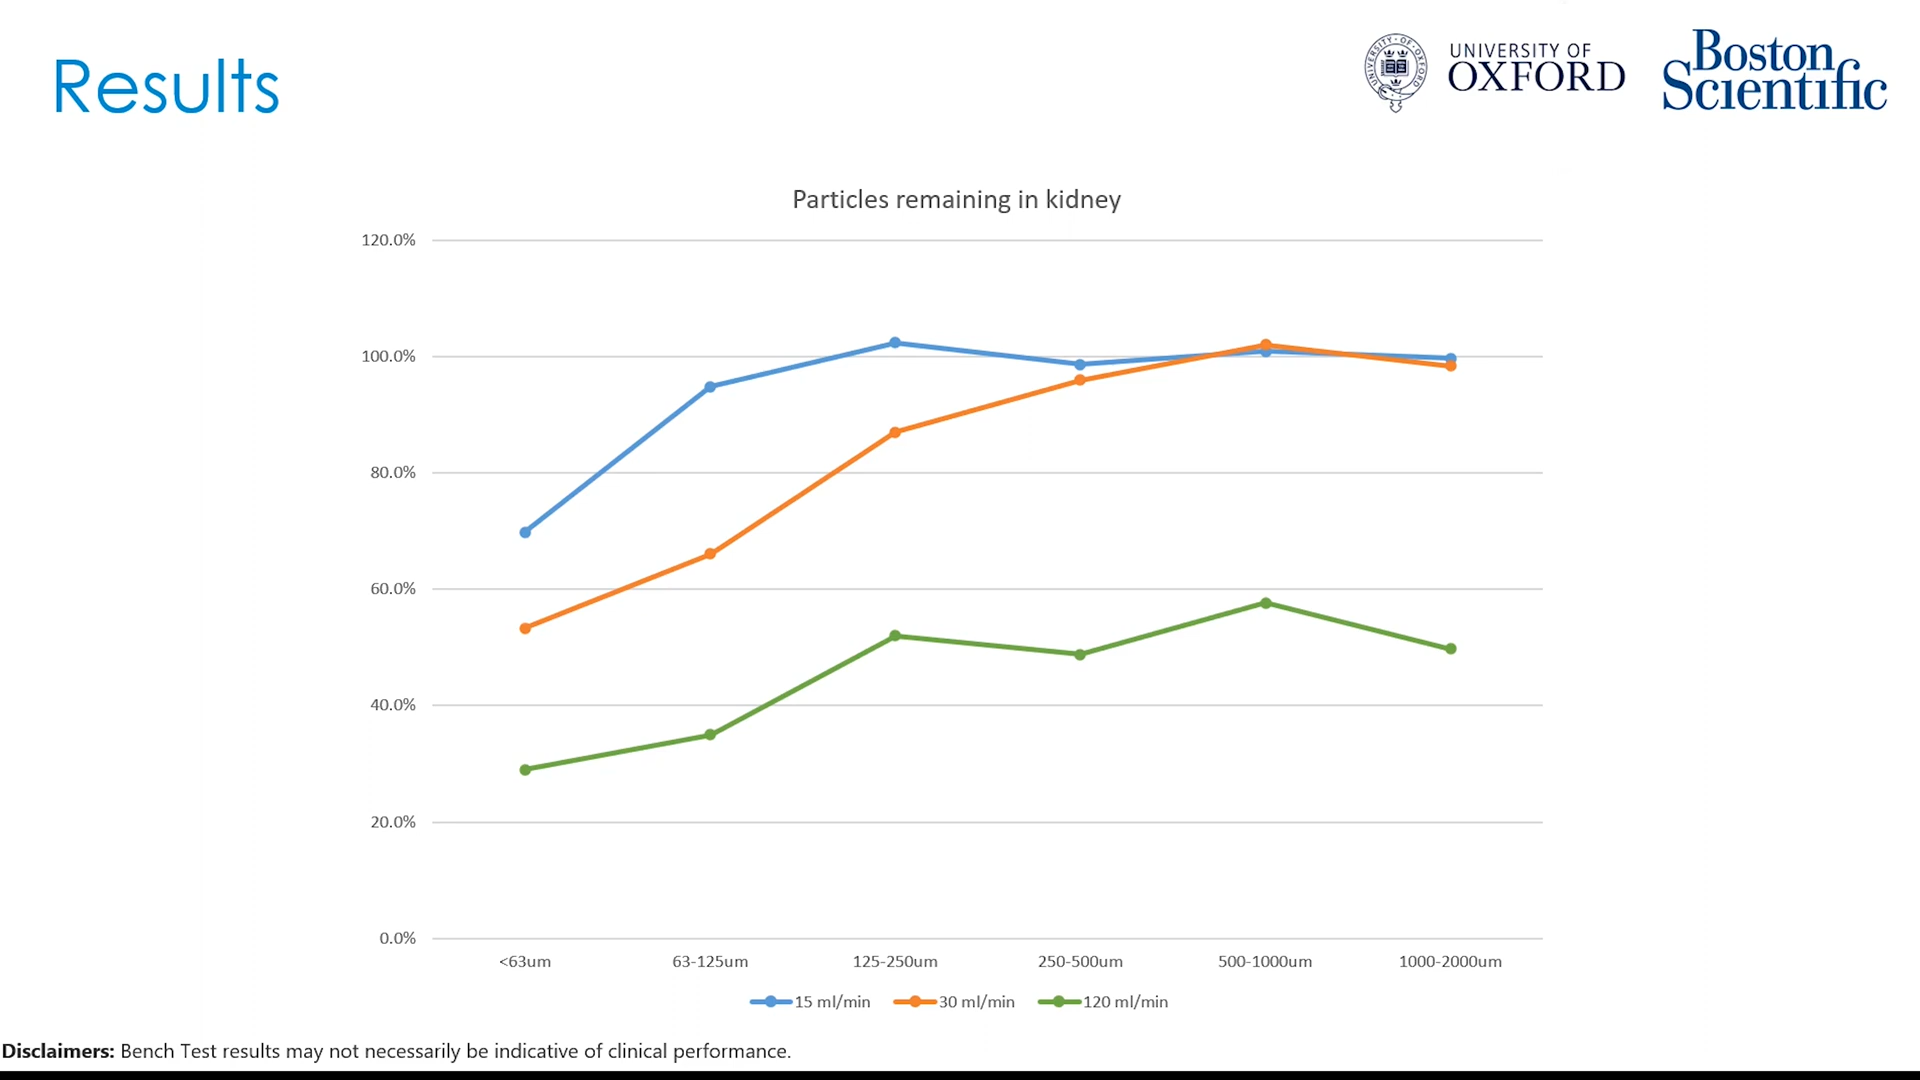 Results
UNIVERSITY OF
OXFORD
Boston
Scientific
Particles remaining in kidney
120.0%
100.0%
80.0%
60.0%
40.0%
20.0%
0.0%
<63um 63-125um 125-250um 250-500um 500-1000um 1000-2000um
15 ml/min 30 ml/min 120 ml/min
Disclaimers: Bench Test results may not necessarily be indicative of clinical performance.